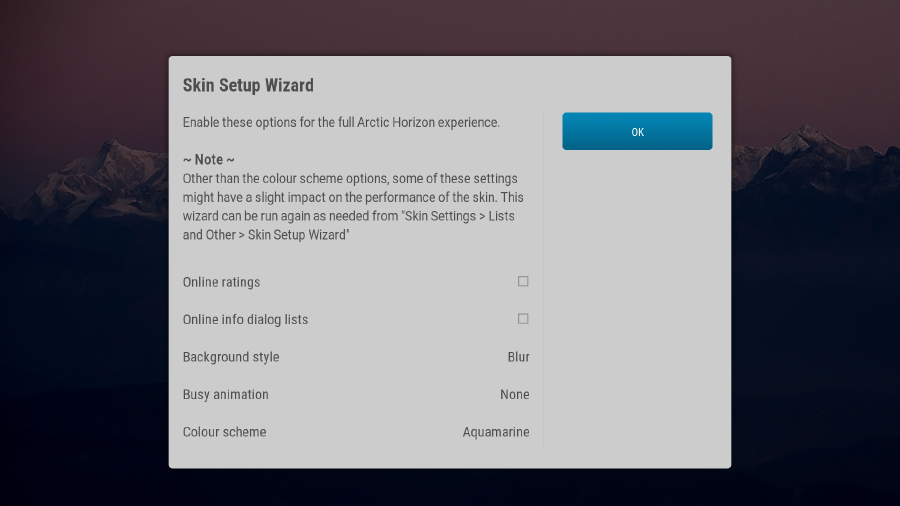 Skin Setup Wizard
Enable these options for the full Arctic Horizon experience.
OK
~ Note ~
Other than the colour scheme options, some of these settings
might have a slight impact on the performance of the skin. This
wizard can be run again as needed from "Skin Settings > Lists
and Other > Skin Setup Wizard"
Online ratings
Online info dialog lists
Background style Blur
Busy animation None
Colour scheme Aquamarine